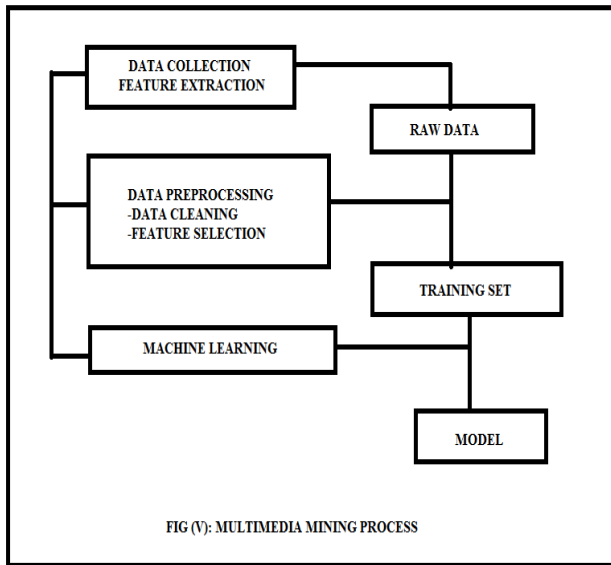 DATA COLLECTION
FEATURE EXTRACTION
RAW DATA
DATA PREPROCESSING
-DATA CLEANING
-FEATURE SELECTION
TRAINING SET
MACHINE LEARNING
MODEL
FIG (V): MULTIMEDIA MINING PROCESS